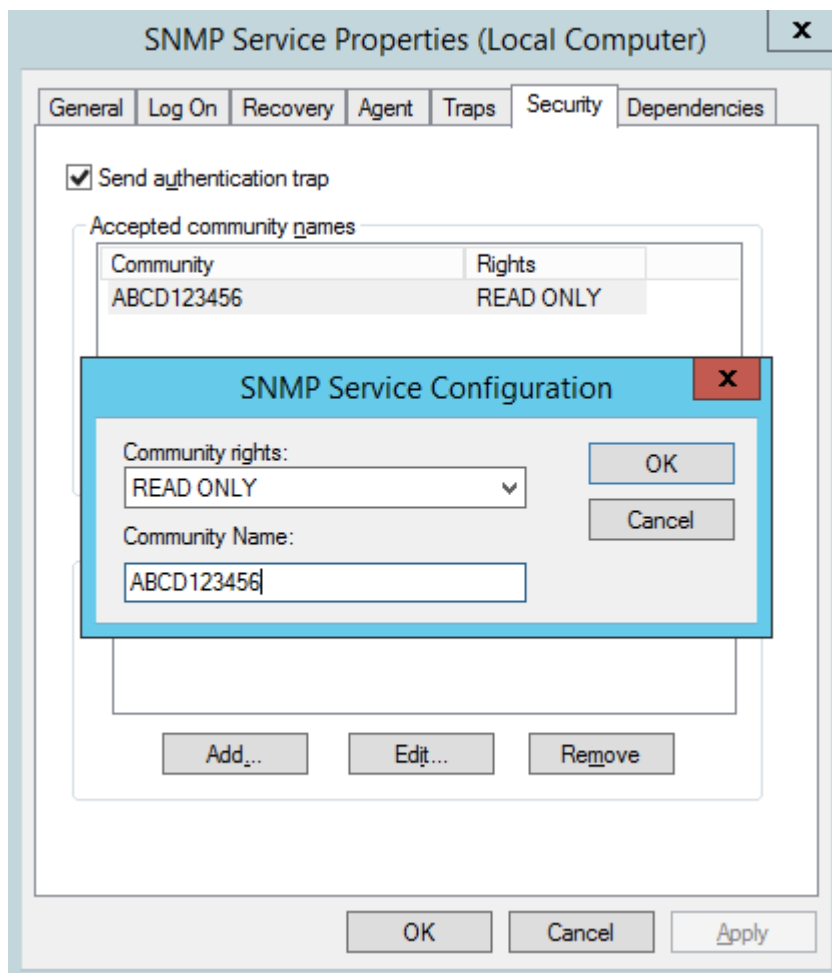 SNMP Service Properties (Local Computer)
x
General Log On Recovery Agent Traps Security Dependencies
Send authentication trap
Accepted community names
Community Rights
ABCD123456 READ ONLY
SNMP Service Configuration
x
Community rights:
READ ONLY
OK
Cancel
Community Name:
ABCD123456
Add... Edit... Remove
OK Cancel Apply